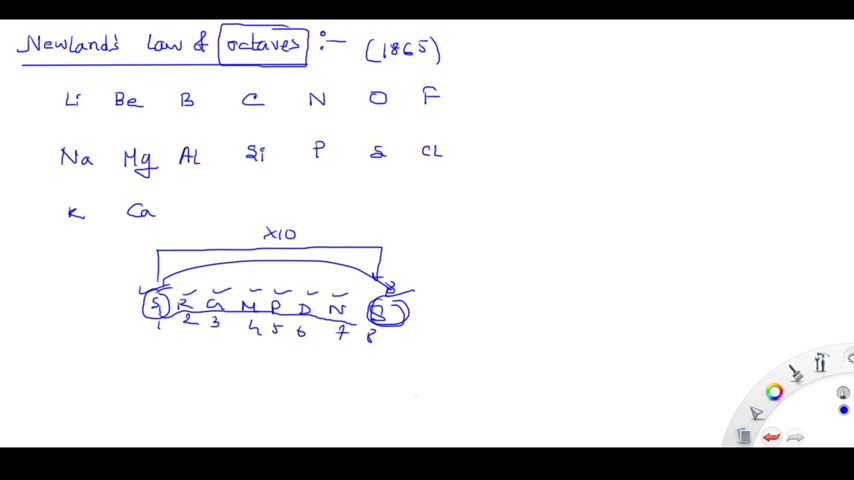 Newland's Law of octaves :- (1865)
Li Be B C N O F
Na Mg AL Si P S CL
K Ca
X10
S R G M P D N S
1 2 3 4 5 6 7 8